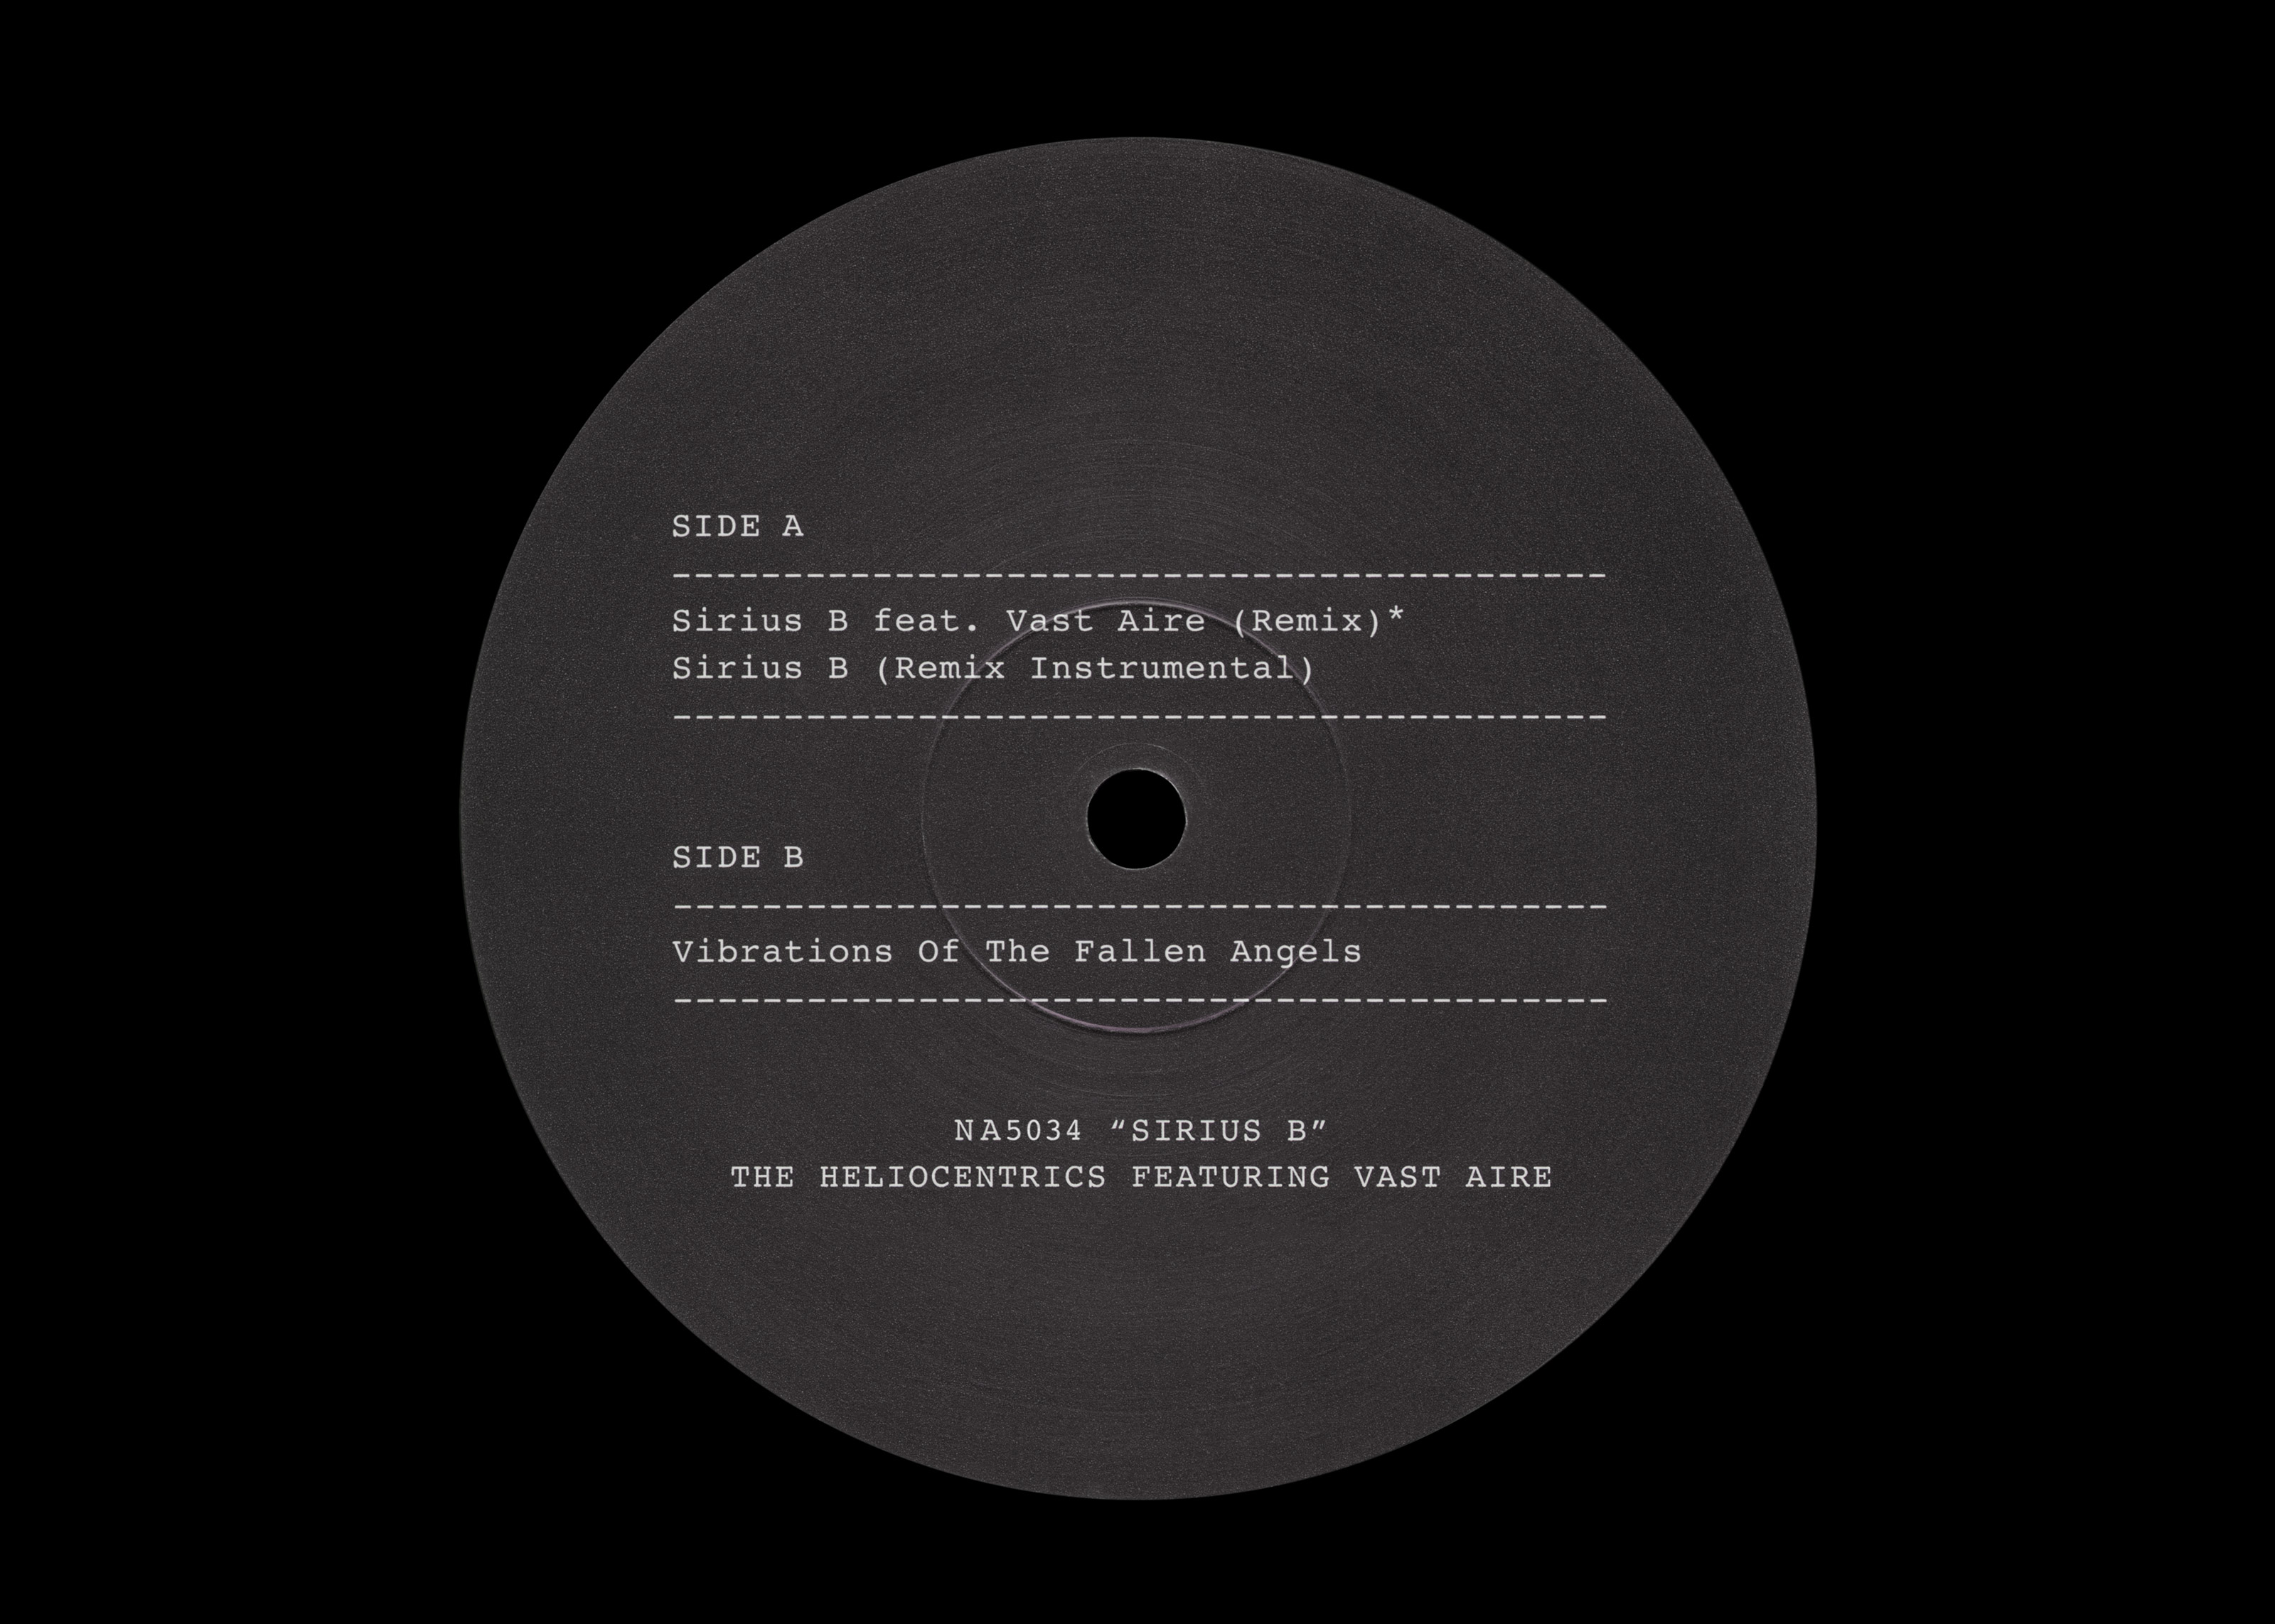 SIDE A
------------------------------------------
Sirius B feat. Vast Aire (Remix)*
Sirius B (Remix Instrumental)
------------------------------------------
SIDE B
------------------------------------------
Vibrations Of The Fallen Angels
------------------------------------------
NA5034 “SIRIUS B”
THE HELIOCENTRICS FEATURING VAST AIRE